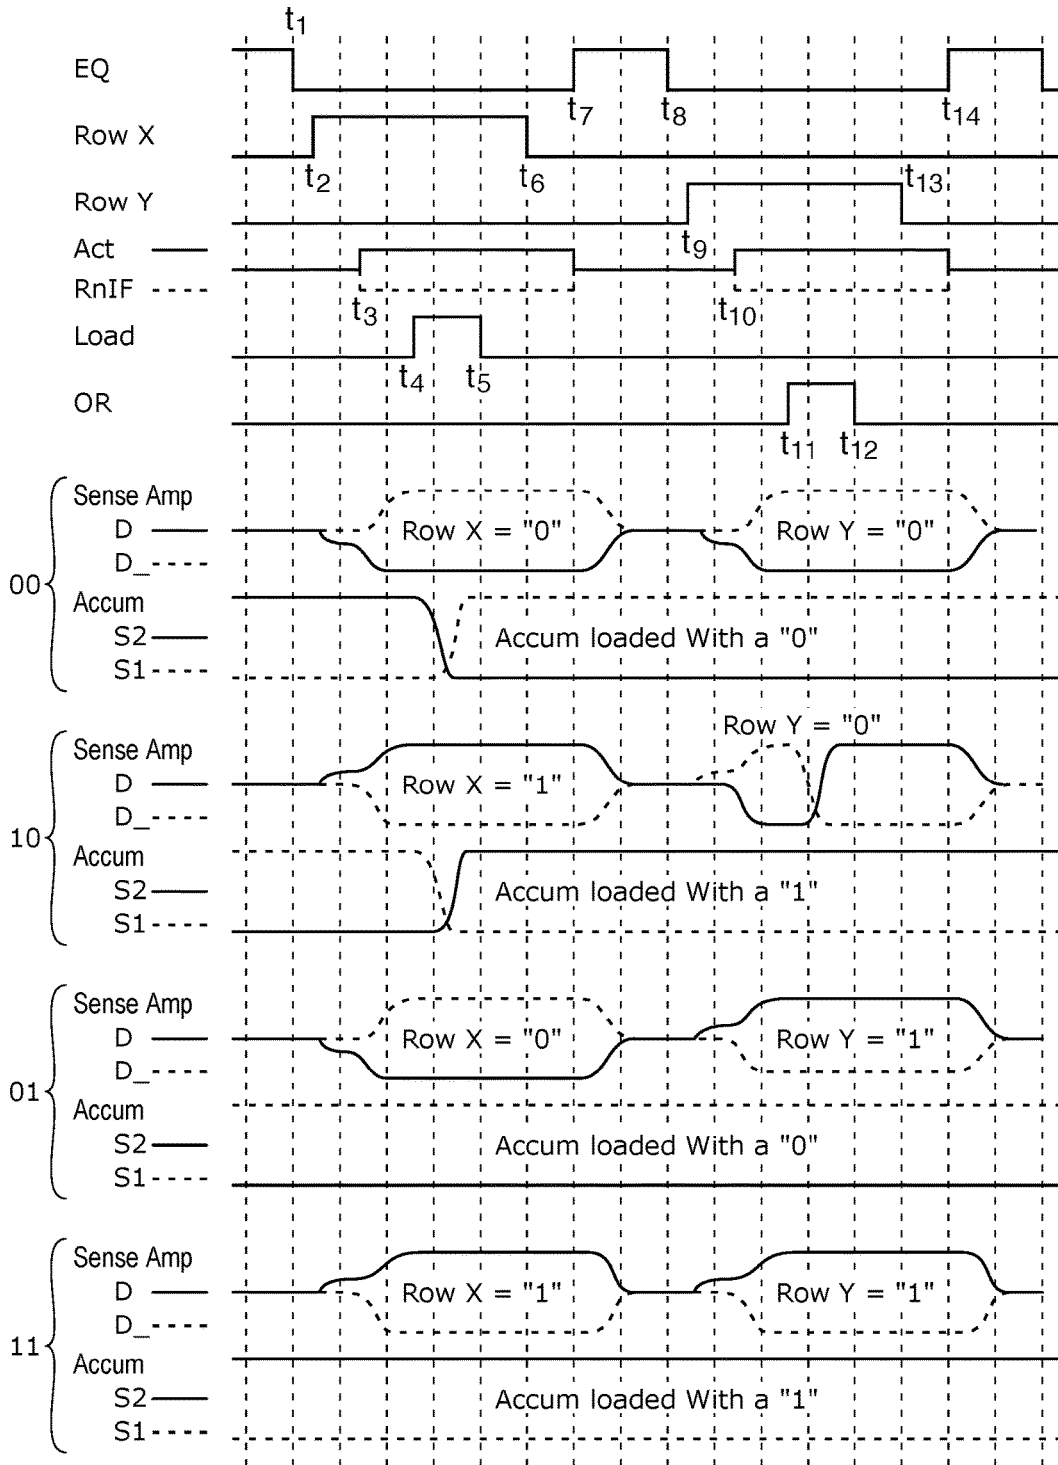 t1
EQ
t7
t8
t14
Row X
t2
t6
t13
Row Y
t9
Act
RnIF
t3
t10
Load
t4
t5
OR
t11
t12
00
Sense Amp
D
D_
Row X = "0"
Row Y = "0"
Accum
S2
S1
Accum loaded With a "0"
10
Row Y = "0"
Sense Amp
D
D_
Row X = "1"
Accum
S2
S1
Accum loaded With a "1"
01
Sense Amp
D
D_
Row X = "0"
Row Y = "1"
Accum
S2
S1
Accum loaded With a "0"
11
Sense Amp
D
D_
Row X = "1"
Row Y = "1"
Accum
S2
S1
Accum loaded With a "1"